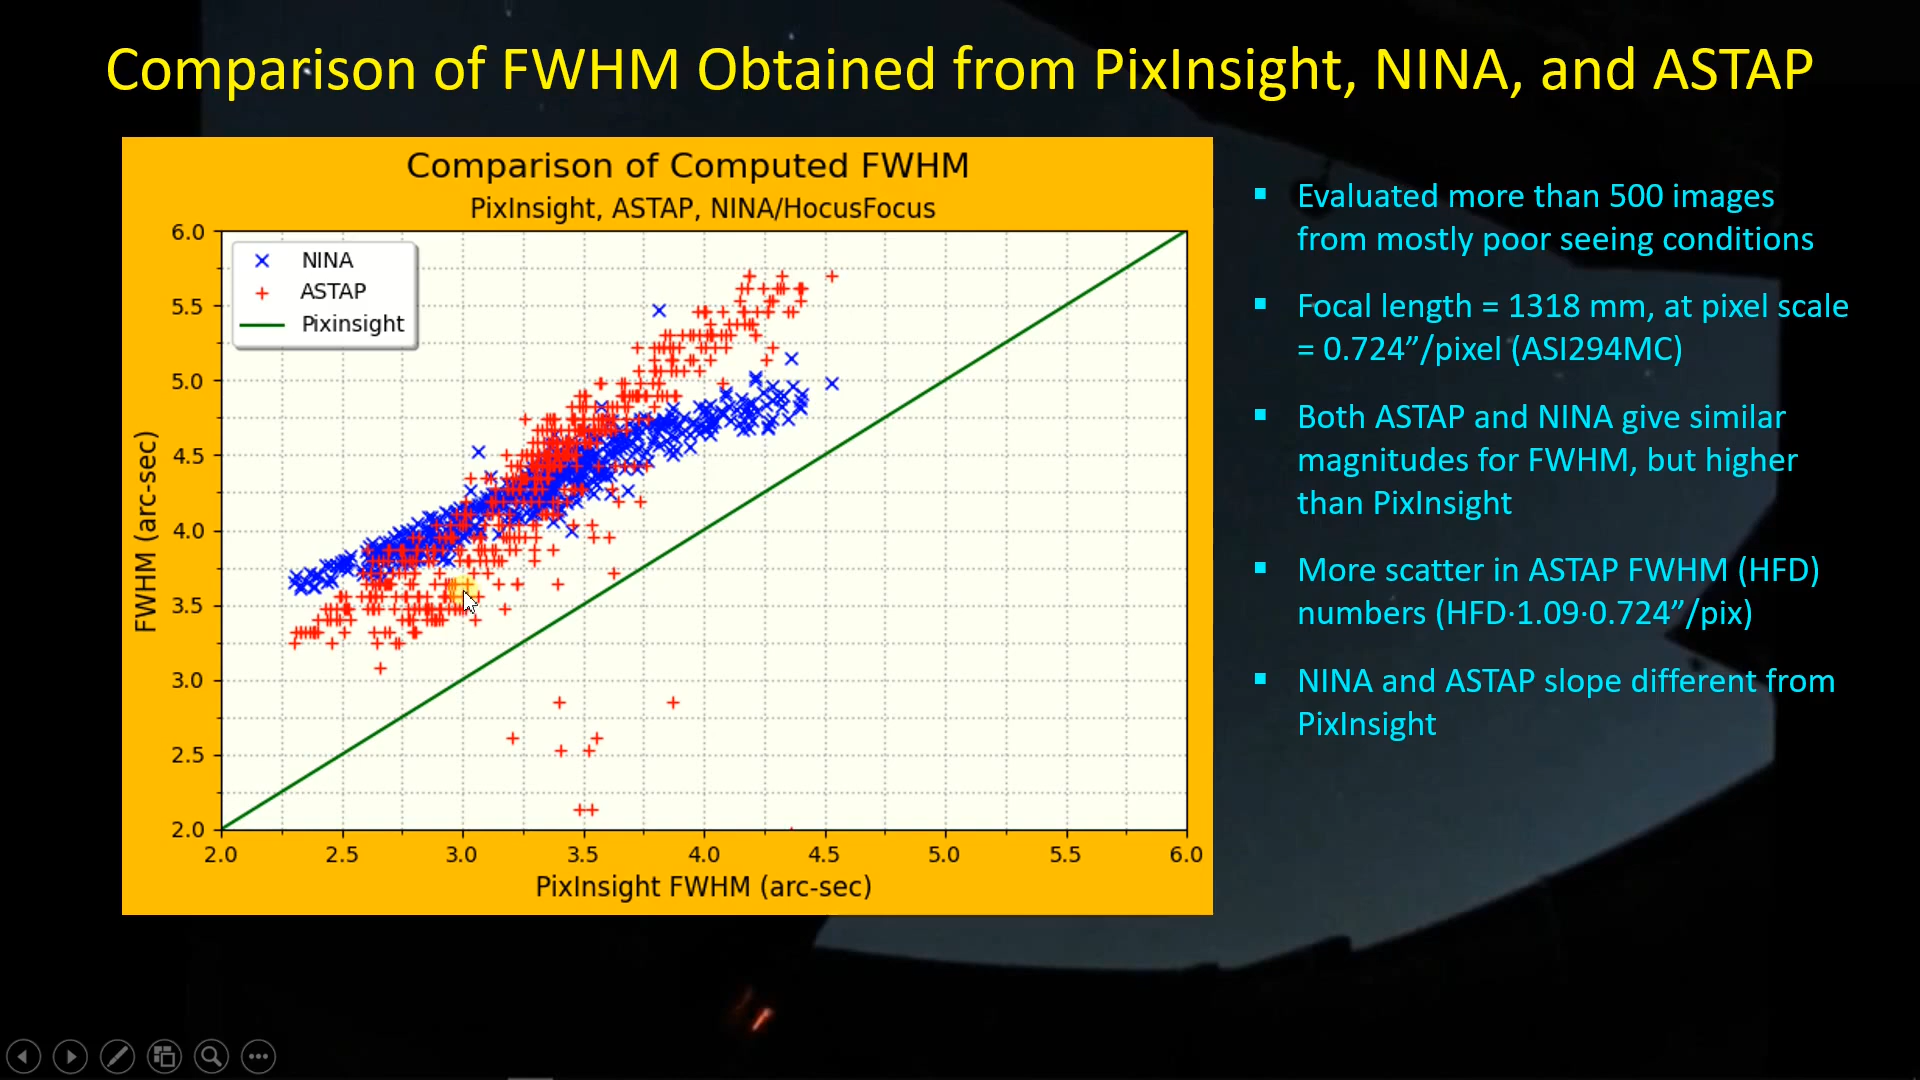 Comparison of FWHM Obtained from PixInsight, NINA, and ASTAP
Comparison of Computed FWHM
PixInsight, ASTAP, NINA/HocusFocus
NINA
ASTAP
Pixinsight
FWHM (arc-sec)
6.0
5.5
5.0
4.5
4.0
3.5
3.0
2.5
2.0
2.0 2.5 3.0 3.5 4.0 4.5 5.0 5.5 6.0
PixInsight FWHM (arc-sec)
▪ Evaluated more than 500 images
from mostly poor seeing conditions
▪ Focal length = 1318 mm, at pixel scale
= 0.724”/pixel (ASI294MC)
▪ Both ASTAP and NINA give similar
magnitudes for FWHM, but higher
than PixInsight
▪ More scatter in ASTAP FWHM (HFD)
numbers (HFD·1.09·0.724”/pix)
▪ NINA and ASTAP slope different from
PixInsight